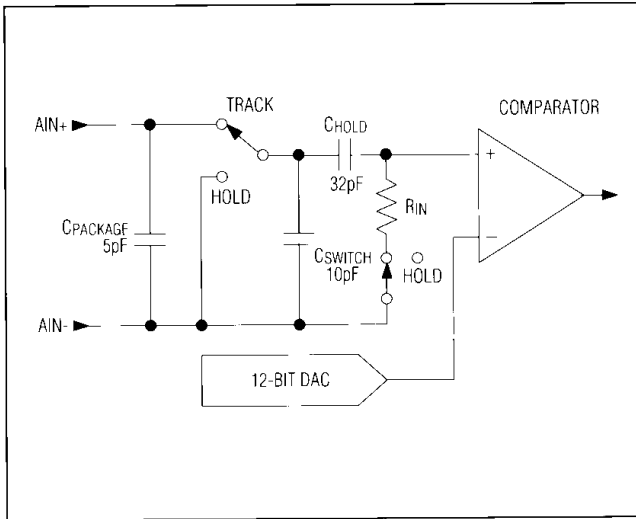 TRACK
COMPARATOR
AIN+
CHOLD
32pF
+
HOLD
RIN
CPACKAGE
5pF
CSWITCH
10pF
HOLD
−
AIN-
12-BIT DAC